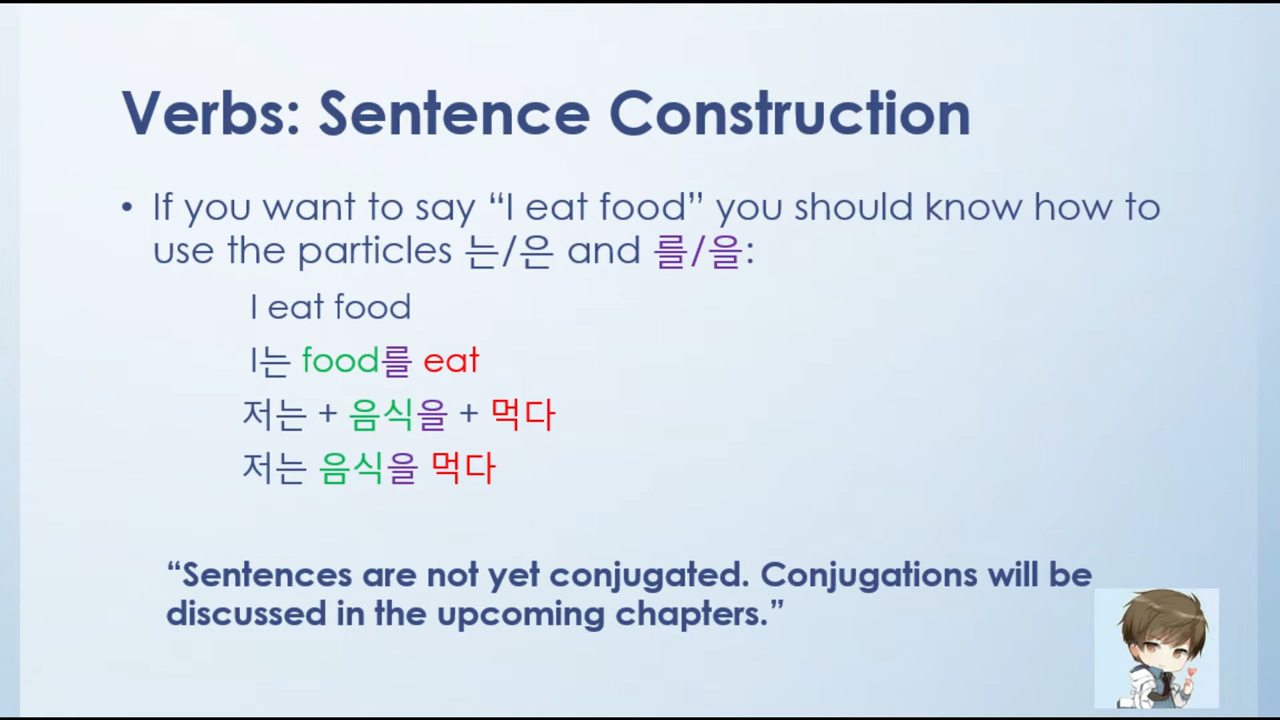 Verbs: Sentence Construction
• If you want to say “I eat food” you should know how to
use the particles 는/은 and 를/을:
I eat food
I는 food를 eat
저는 + 음식을 + 먹다
저는 음식을 먹다
“Sentences are not yet conjugated. Conjugations will be
discussed in the upcoming chapters.”